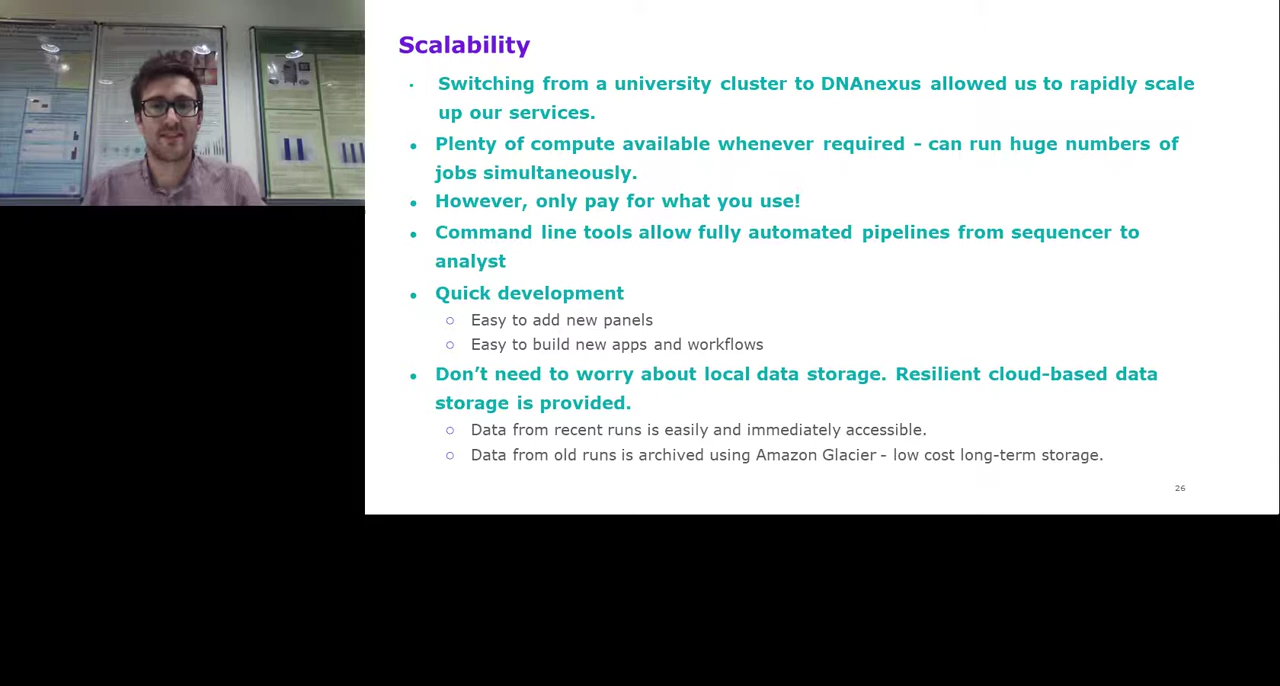 Scalability
• Switching from a university cluster to DNAnexus allowed us to rapidly scale
up our services.
• Plenty of compute available whenever required - can run huge numbers of
jobs simultaneously.
• However, only pay for what you use!
• Command line tools allow fully automated pipelines from sequencer to
analyst
• Quick development
○ Easy to add new panels
○ Easy to build new apps and workflows
• Don’t need to worry about local data storage. Resilient cloud-based data
storage is provided.
○ Data from recent runs is easily and immediately accessible.
○ Data from old runs is archived using Amazon Glacier - low cost long-term storage.
26